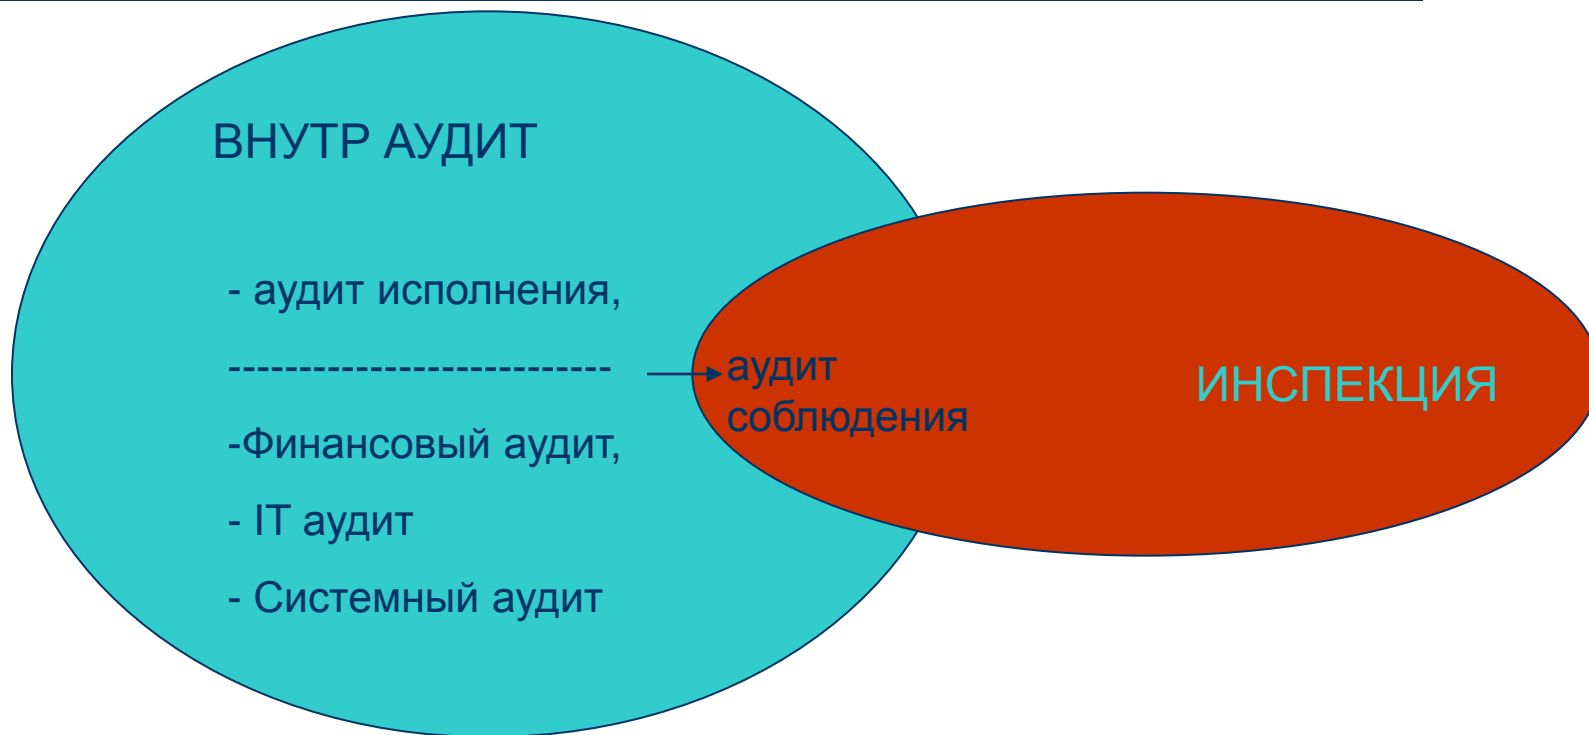 ВНУТР АУДИТ
- аудит исполнения,
---------------------------
аудит
соблюдения
-Финансовый аудит,
- IT аудит
- Системный аудит
ИНСПЕКЦИЯ